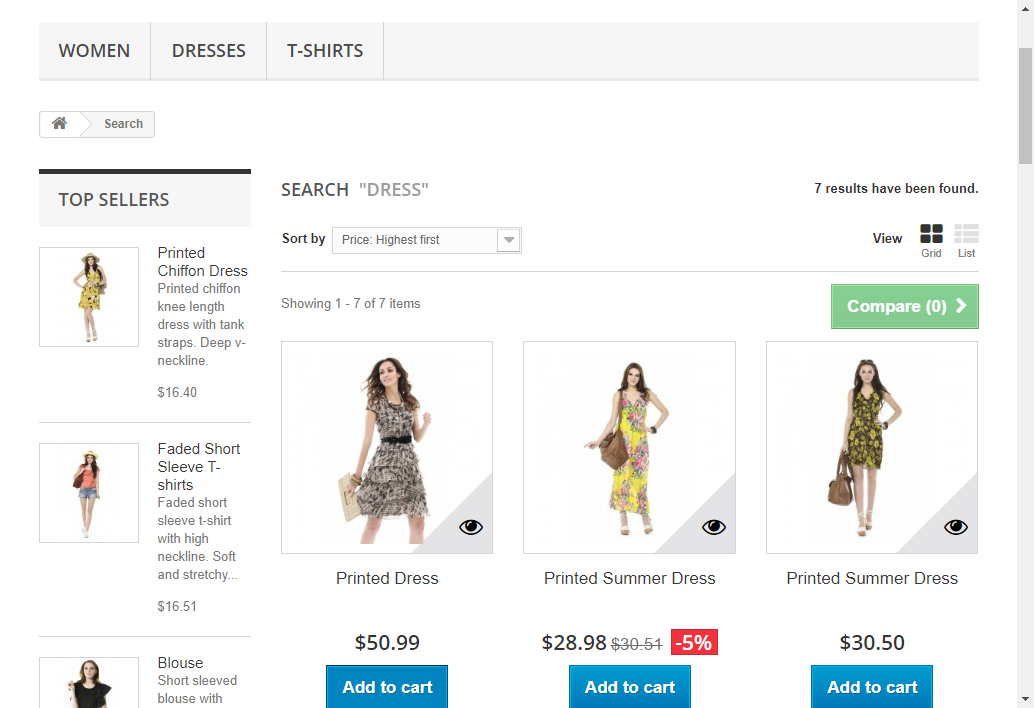 WOMEN
DRESSES
T-SHIRTS
Search
TOP SELLERS
Printed
Chiffon Dress
Printed chiffon
knee length
dress with tank
straps. Deep v-
neckline.
$16.40
Faded Short
Sleeve T-
shirts
Faded short
sleeve t-shirt
with high
neckline. Soft
and stretchy...
$16.51
Blouse
Short sleeved
blouse with
SEARCH "DRESS"
7 results have been found.
Sort by
Price: Highest first
View
Grid
List
Showing 1 - 7 of 7 items
Compare (0)
Printed Dress
$50.99
Add to cart
Printed Summer Dress
$28.98 $30.51 -5%
Add to cart
Printed Summer Dress
$30.50
Add to cart